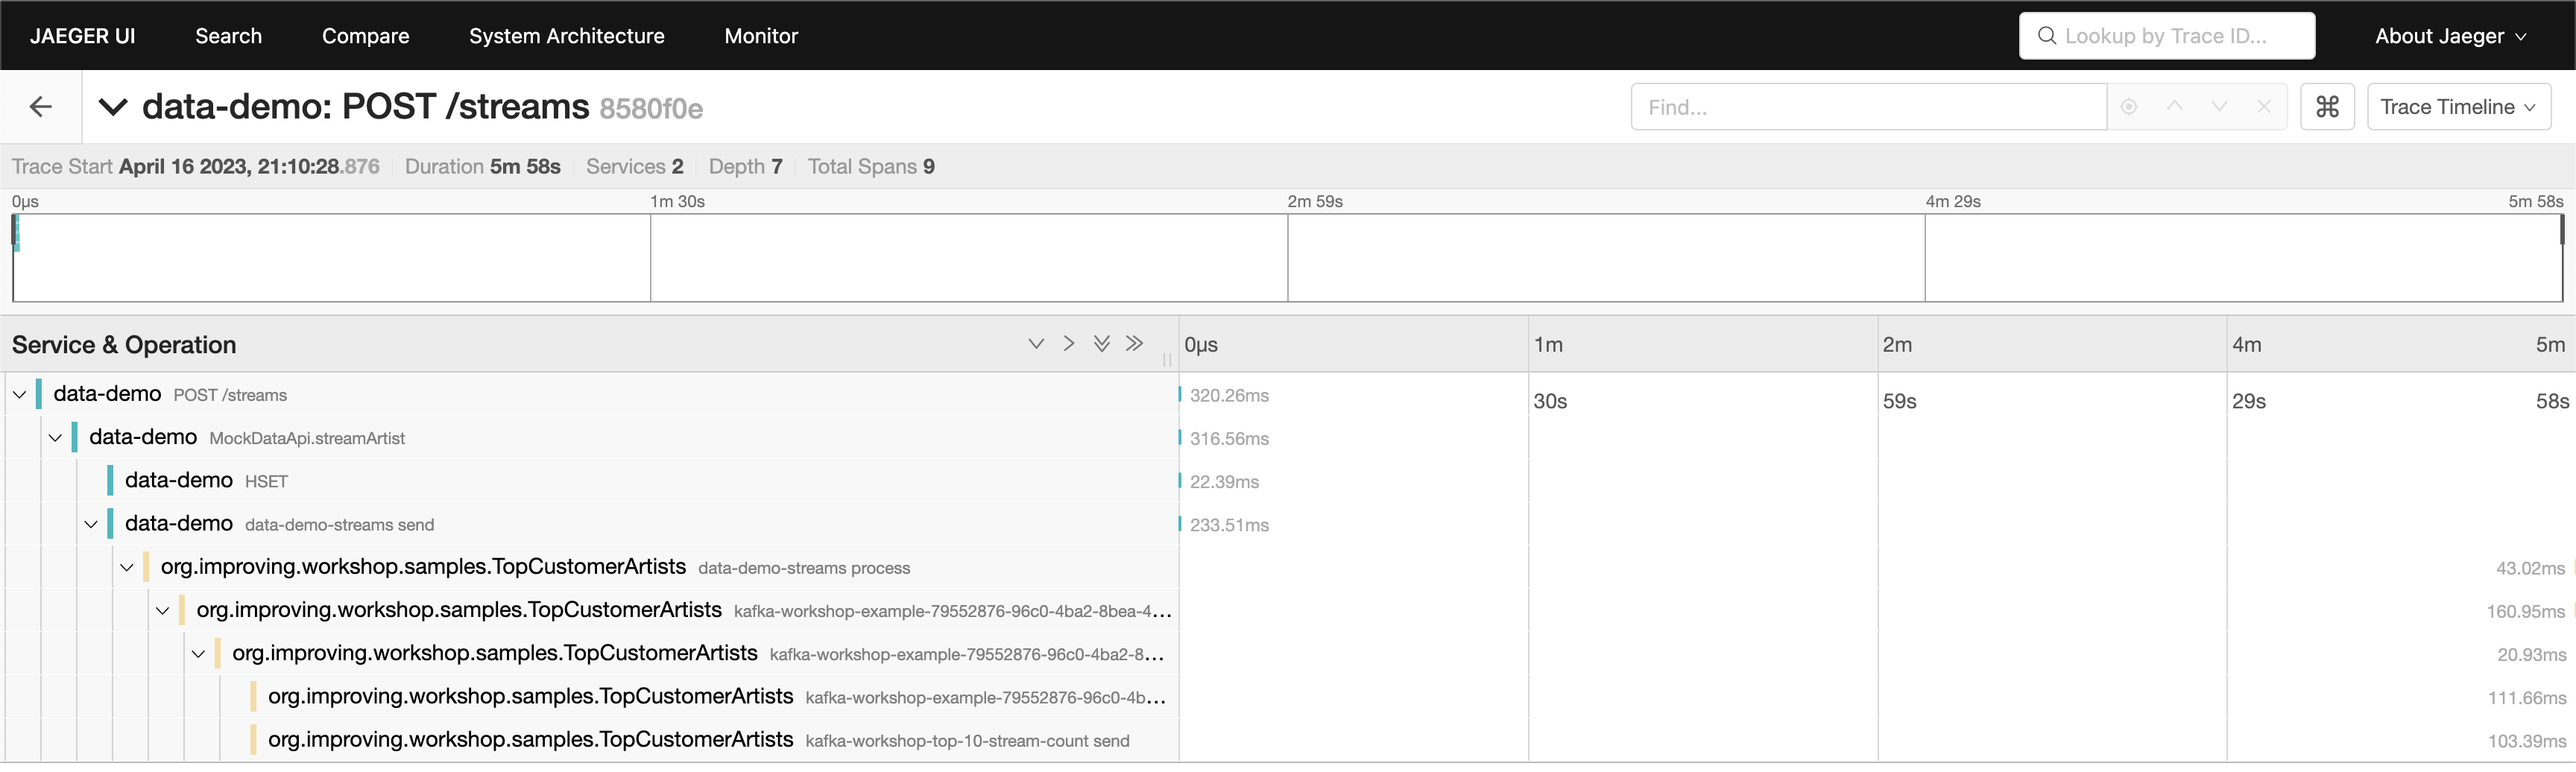 JAEGER UI Search Compare System Architecture Monitor Lookup by Trace ID... About Jaeger
data-demo: POST /streams 8580f0e Find... Trace Timeline
Trace Start April 16 2023, 21:10:28.876 Duration 5m 58s Services 2 Depth 7 Total Spans 9
0μs 1m 30s 2m 59s 4m 29s 5m 58s
Service & Operation 0μs 1m 2m 4m 5m
data-demo POST /streams 320.26ms 30s 59s 29s 58s
data-demo MockDataApi.streamArtist 316.56ms
data-demo HSET 22.39ms
data-demo data-demo-streams send 233.51ms
org.improving.workshop.samples.TopCustomerArtists data-demo-streams process 43.02ms
org.improving.workshop.samples.TopCustomerArtists kafka-workshop-example-79552876-96c0-4ba2-8bea-4... 160.95ms
org.improving.workshop.samples.TopCustomerArtists kafka-workshop-example-79552876-96c0-4ba2-8... 20.93ms
org.improving.workshop.samples.TopCustomerArtists kafka-workshop-example-79552876-96c0-4b... 111.66ms
org.improving.workshop.samples.TopCustomerArtists kafka-workshop-top-10-stream-count send 103.39ms